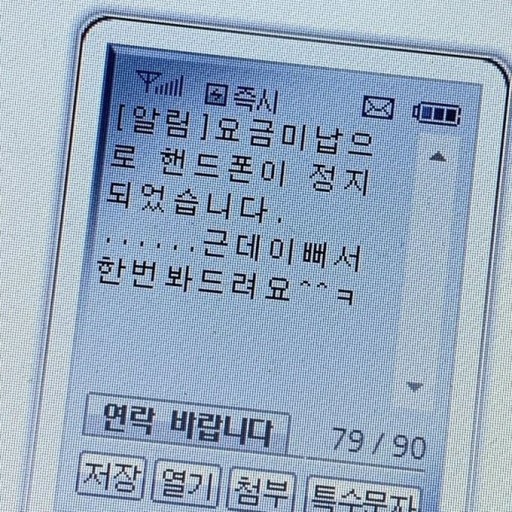 즉시
[알림]요금미납으
로 핸드폰이 정지
되었습니다.
......근데이뻐서
한번봐드려요^^ㅋ
연락 바랍니다
79 / 90
저장 열기 첨부 특수문자